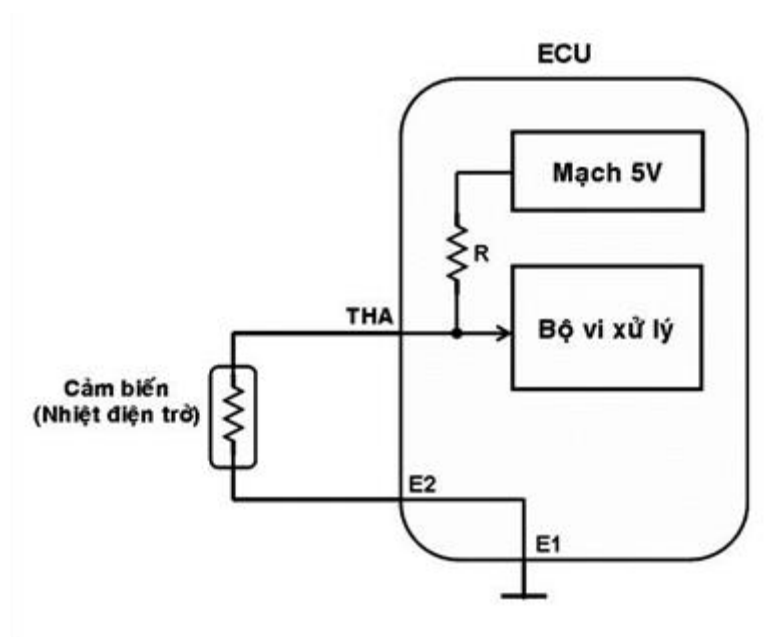 ECU
Mạch 5V
R
THA
Bộ vi xử lý
Cảm biến
(Nhiệt điện trở)
E2
E1